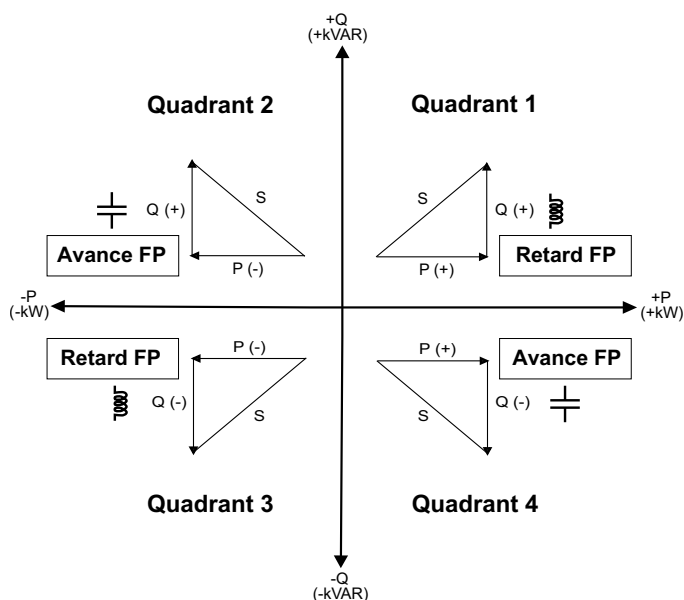 +Q
(+kVAR)
Quadrant 2
Quadrant 1
S
Q (+)
Avance FP
P (-)
S
Q (+)
P (+)
Retard FP
-P
(-kW)
+P
(+kW)
Retard FP
P (-)
Q (-)
S
P (+)
Avance FP
Q (-)
S
Quadrant 3
Quadrant 4
-Q
(-kVAR)